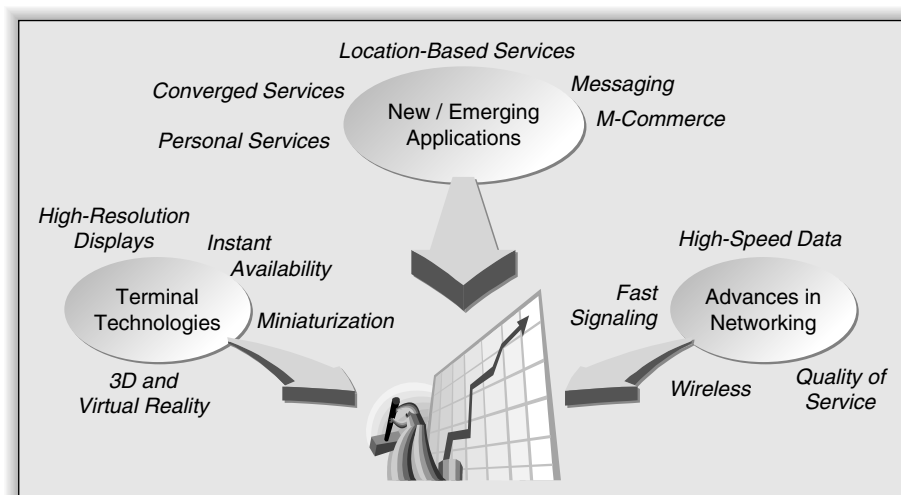 Location-Based Services
Converged Services
Messaging
New / Emerging
Applications
M-Commerce
Personal Services
High-Resolution
Displays
Instant
Availability
Terminal
Technologies
Miniaturization
3D and
Virtual Reality
High-Speed Data
Fast
Signaling
Advances in
Networking
Wireless
Quality of
Service